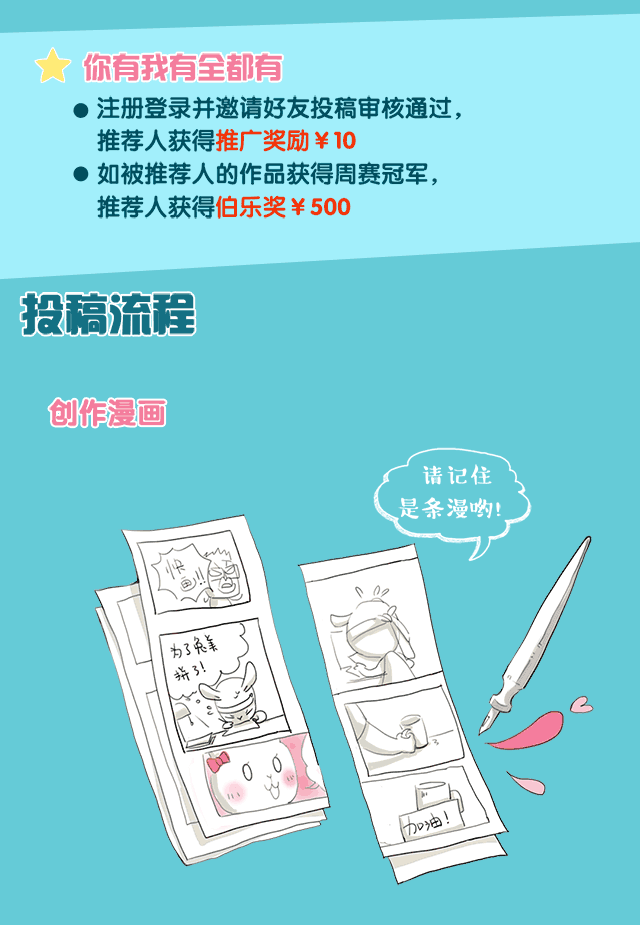 你有我有全都有
● 注册登录并邀请好友投稿审核通过，
推荐人获得推广奖励￥10
● 如被推荐人的作品获得周赛冠军，
推荐人获得伯乐奖￥500
投稿流程
创作漫画
请记住
是条漫哟！
快画！！
为了兔美
拼了！
加油！